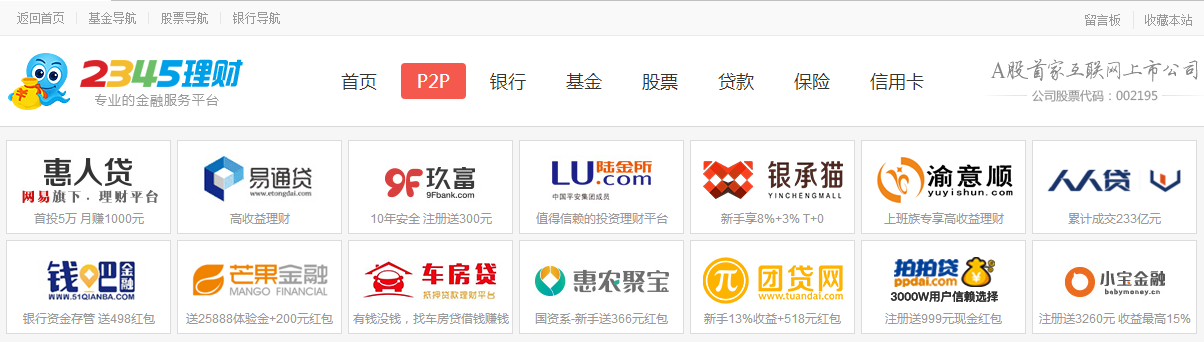 返回首页 基金导航 股票导航 银行导航 留言板 收藏本站
2345理财
专业的金融服务平台
首页 P2P 银行 基金 股票 贷款 保险 信用卡
A股首家互联网上市公司
公司股票代码：002195
惠人贷
网易旗下．理财平台
首投5万 月赚1000元
易通贷
www.etongdai.com
高收益理财
9F 玖富
9Fbank.com
10年安全 注册送300元
LU.com 陆金所
中国平安集团成员
值得信赖的投资理财平台
银承猫
YINCHENGMALL
新手享8%+3% T+0
渝意顺
yuyishun.com
上班族专享高收益理财
人人贷
累计成交233亿元
钱吧金融
WWW.51QIANBA.COM
银行资金存管 送498红包
芒果金融
MANGO FINANCIAL
送25888体验金+200元红包
车房贷
抵押贷款理财平台
有钱没钱，找车房贷借钱赚钱
惠农聚宝
国资系-新手送366元红包
团贷网
www.tuandai.com
新手13%收益+518元红包
拍拍贷
ppdai.com
3000W用户信赖选择
注册送999元现金红包
小宝金融
babymoney.cn
注册送3260元 收益最高15%